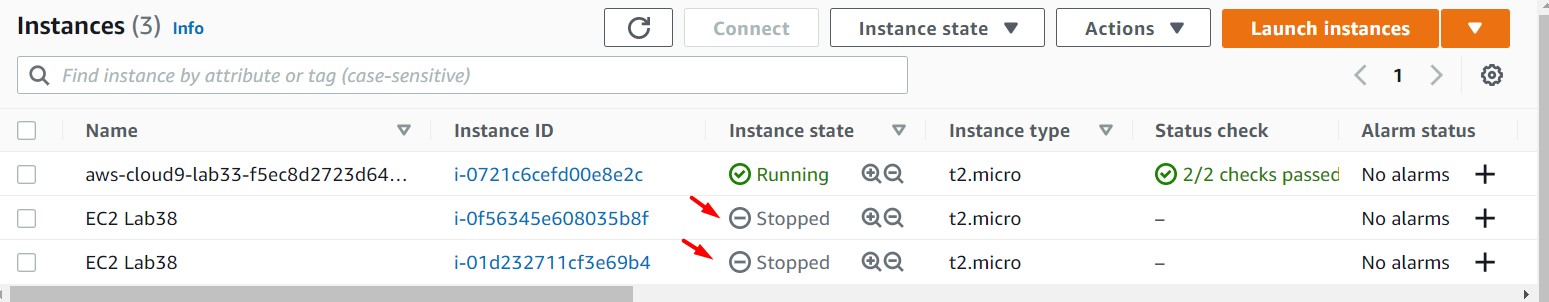 Instances (3) Info Connect Instance state Actions Launch instances
Find instance by attribute or tag (case-sensitive) 1
Name Instance ID Instance state Instance type Status check Alarm status
aws-cloud9-lab33-f5ec8d2723d64... i-0721c6cefd00e8e2c Running t2.micro 2/2 checks passed No alarms +
EC2 Lab38 i-0f56345e608035b8f Stopped t2.micro – No alarms +
EC2 Lab38 i-01d232711cf3e69b4 Stopped t2.micro – No alarms +